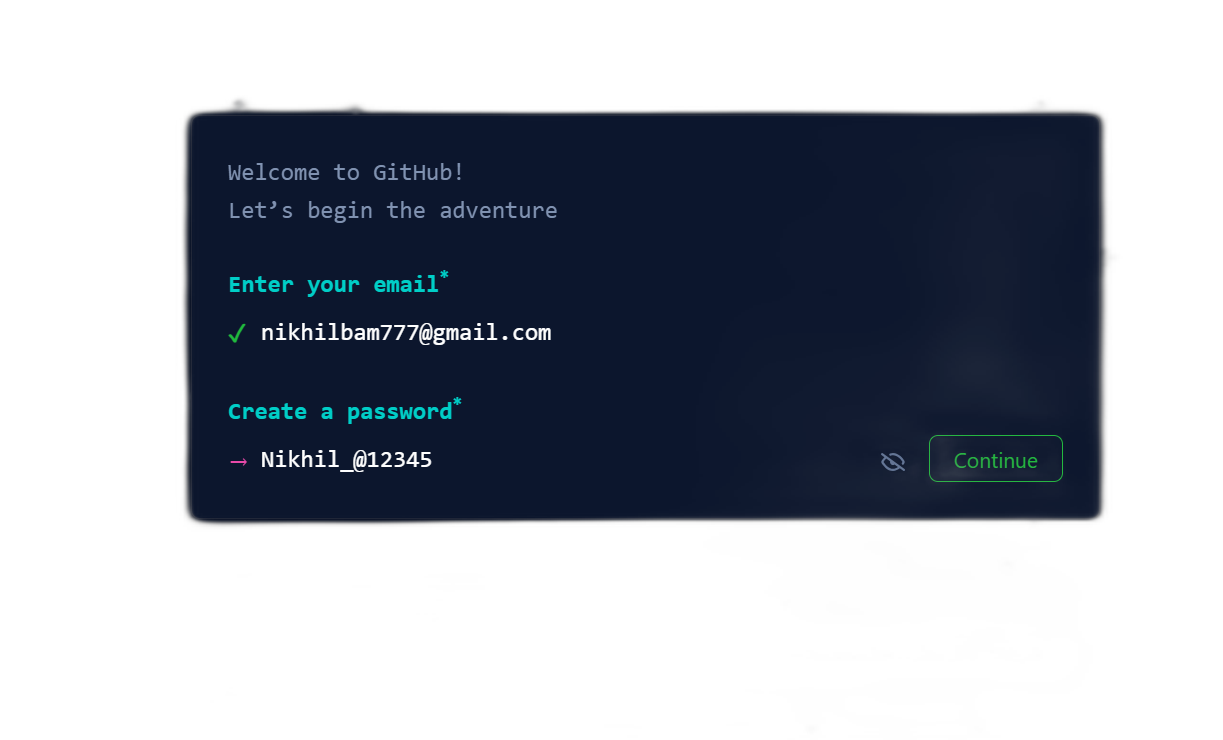 Welcome to GitHub!
Let’s begin the adventure
Enter your email*
✓ nikhilbam777@gmail.com
Create a password*
→ Nikhil_@12345
Continue